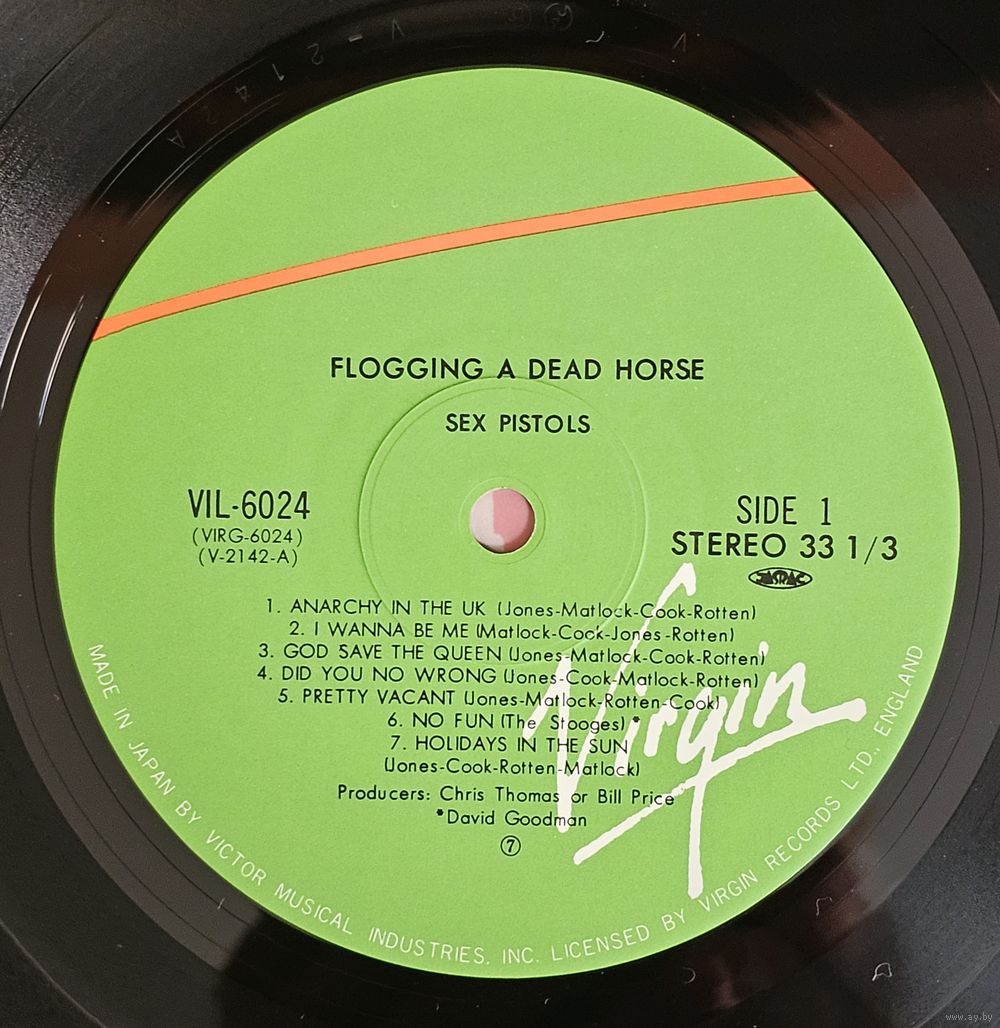 V-2142A
FLOGGING A DEAD HORSE
SEX PISTOLS
VIL-6024
(VIRG-6024)
(V-2142-A)
SIDE 1
STEREO 33 1/3
JASRAC
1. ANARCHY IN THE UK (Jones-Matlock-Cook-Rotten)
2. I WANNA BE ME (Matlock-Cook-Jones-Rotten)
3. GOD SAVE THE QUEEN (Jones-Matlock-Cook-Rotten)
4. DID YOU NO WRONG (Jones-Cook-Matlock-Rotten)
5. PRETTY VACANT (Jones-Matlock-Rotten-Cook)
6. NO FUN (The Stooges) *
7. HOLIDAYS IN THE SUN
(Jones-Cook-Rotten-Matlock)
Producers: Chris Thomas or Bill Price
*David Goodman
⑦
Virgin
MADE IN JAPAN BY VICTOR MUSICAL INDUSTRIES, INC. LICENSED BY VIRGIN RECORDS LTD., ENGLAND
www.ay.by